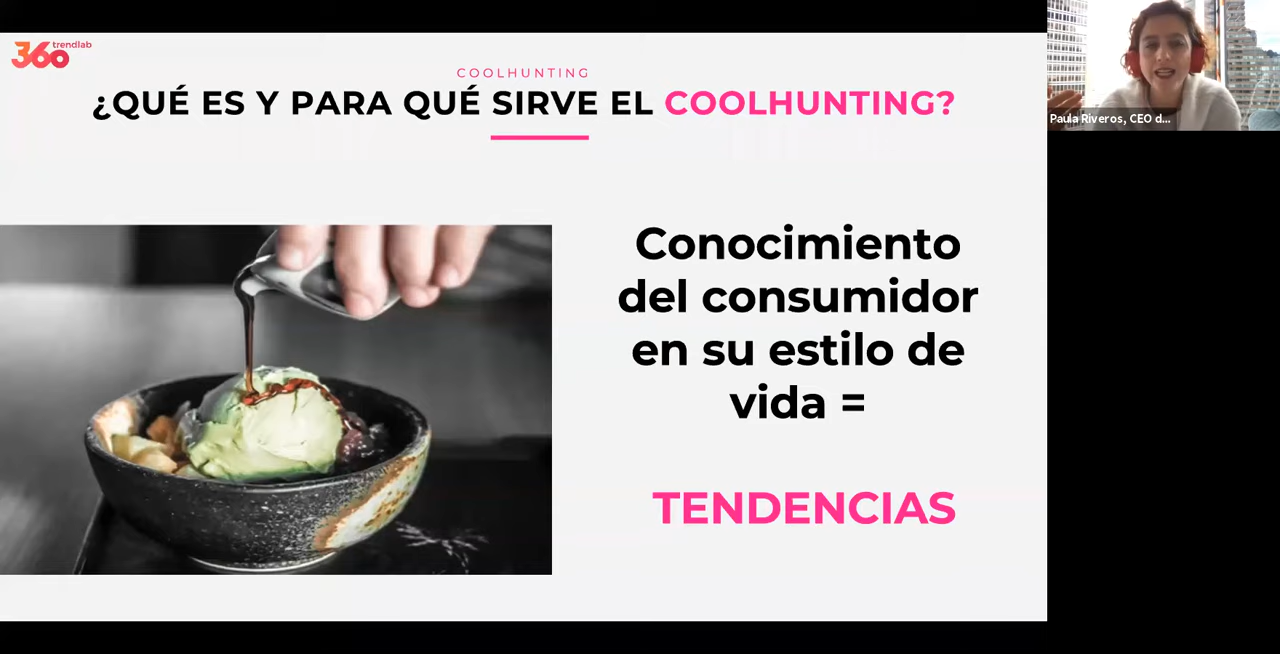 360 trendlab
COOLHUNTING
¿QUÉ ES Y PARA QUÉ SIRVE EL COOLHUNTING?
Conocimiento
del consumidor
en su estilo de
vida =
TENDENCIAS
Paula Riveros, CEO d...